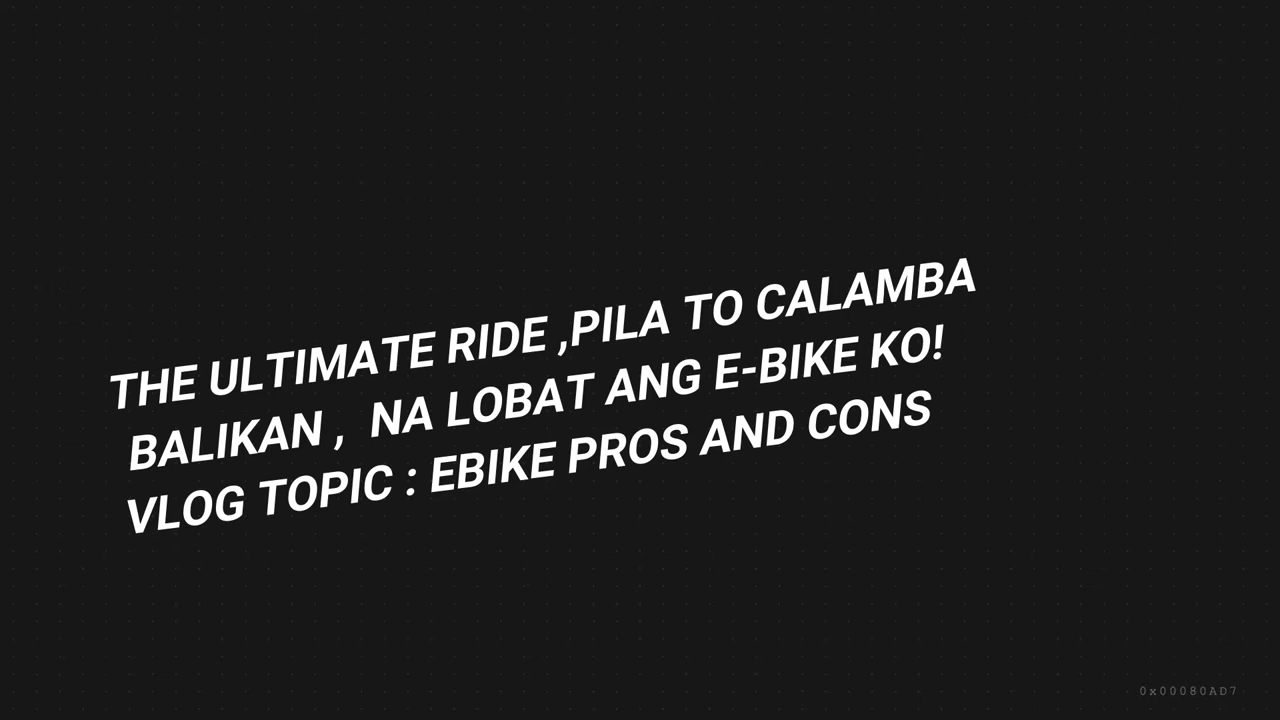 THE ULTIMATE RIDE ,PILA TO CALAMBA
BALIKAN , NA LOBAT ANG E-BIKE KO!
VLOG TOPIC : EBIKE PROS AND CONS
0x00080AD7